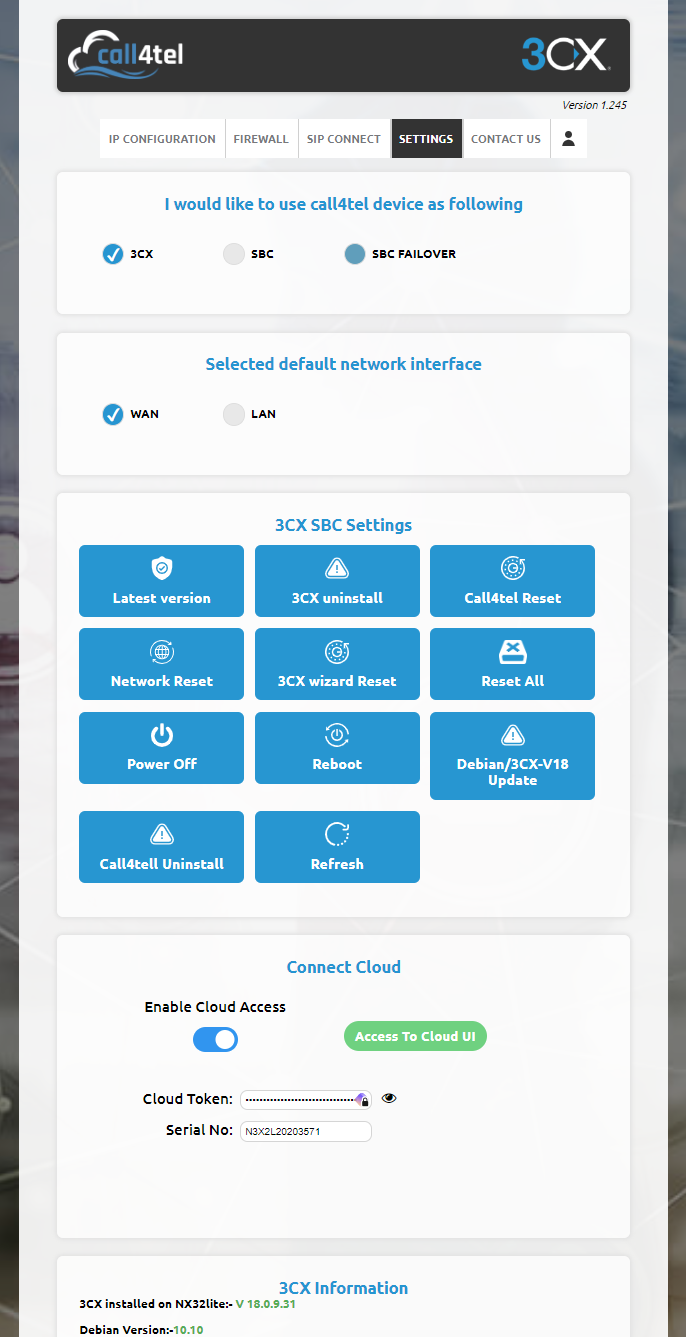 call4tel
3CX
Version 1.245
IP CONFIGURATION FIREWALL SIP CONNECT SETTINGS CONTACT US
I would like to use call4tel device as following
3CX SBC SBC FAILOVER
Selected default network interface
WAN LAN
3CX SBC Settings
Latest version 3CX uninstall Call4tel Reset
Network Reset 3CX wizard Reset Reset All
Power Off Reboot Debian/3CX-V18
Update
Call4tell Uninstall Refresh
Connect Cloud
Enable Cloud Access
Access To Cloud UI
Cloud Token:
Serial No: N3X2L20203571
3CX Information
3CX installed on NX32lite:- V 18.0.9.31
Debian Version:-10.10